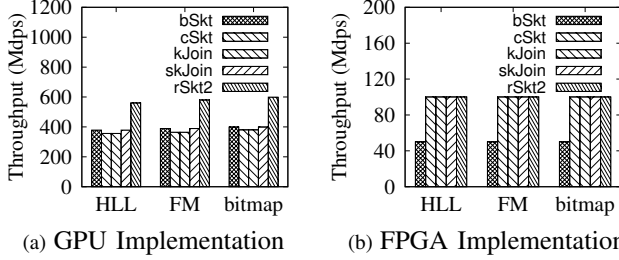 Throughput (Mdps)
1200
1000
800
600
400
200
0
bSkt
cSkt
kJoin
skJoin
rSkt2
HLL FM bitmap
(a) GPU Implementation
Throughput (Mdps)
200
160
120
80
40
0
bSkt
cSkt
kJoin
skJoin
rSkt2
HLL FM bitmap
(b) FPGA Implementation